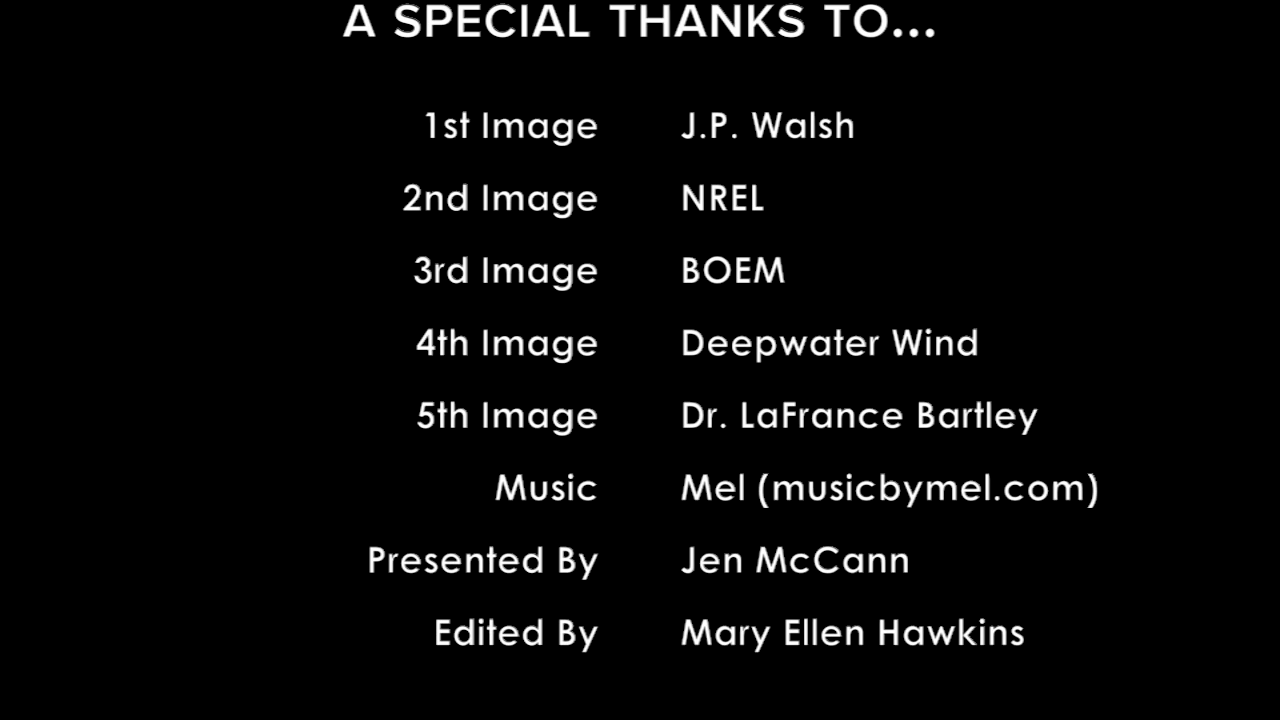 A SPECIAL THANKS TO...
1st Image J.P. Walsh
2nd Image NREL
3rd Image BOEM
4th Image Deepwater Wind
5th Image Dr. LaFrance Bartley
Music Mel (musicbymel.com)
Presented By Jen McCann
Edited By Mary Ellen Hawkins